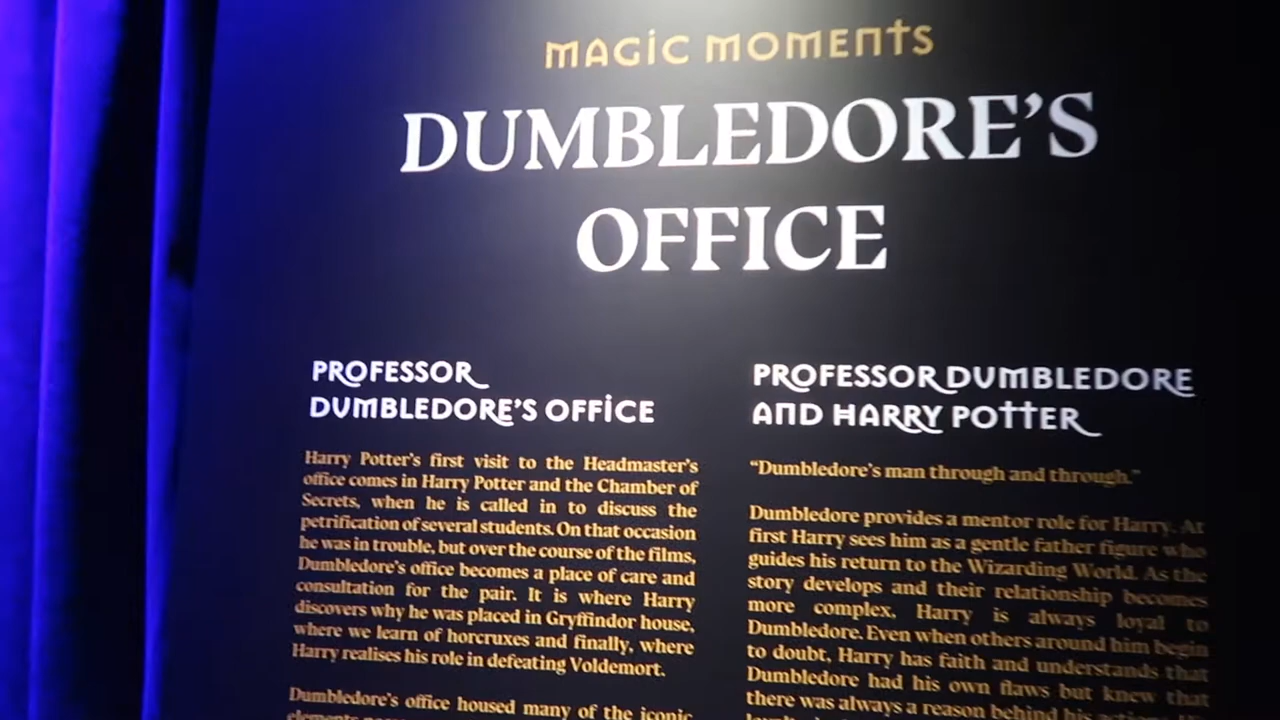 MAGIC MOMENTS
DUMBLEDORE'S
OFFICE
PROFESSOR
DUMBLEDORE'S OFFICE
Harry Potter's first visit to the Headmaster's
office comes in Harry Potter and the Chamber of
Secrets, when he is called in to discuss the
petrification of several students. On that occasion
he was in trouble, but over the course of the films,
Dumbledore's office becomes a place of care and
consultation for the pair. It is where Harry
discovers why he was placed in Gryffindor house,
where we learn of horcruxes and finally, where
Harry realises his role in defeating Voldemort.
Dumbledore's office housed many of the iconic
elements
PROFESSOR DUMBLEDORE
AND HARRY POTTER
"Dumbledore's man through and through."
Dumbledore provides a mentor role for Harry. At
first Harry sees him as a gentle father figure who
guides his return to the Wizarding World. As the
story develops and their relationship becomes
more complex, Harry is always loyal to
Dumbledore. Even when others around him begin
to doubt, Harry has faith and understands that
Dumbledore had his own flaws but knew that
there was always a reason behind his